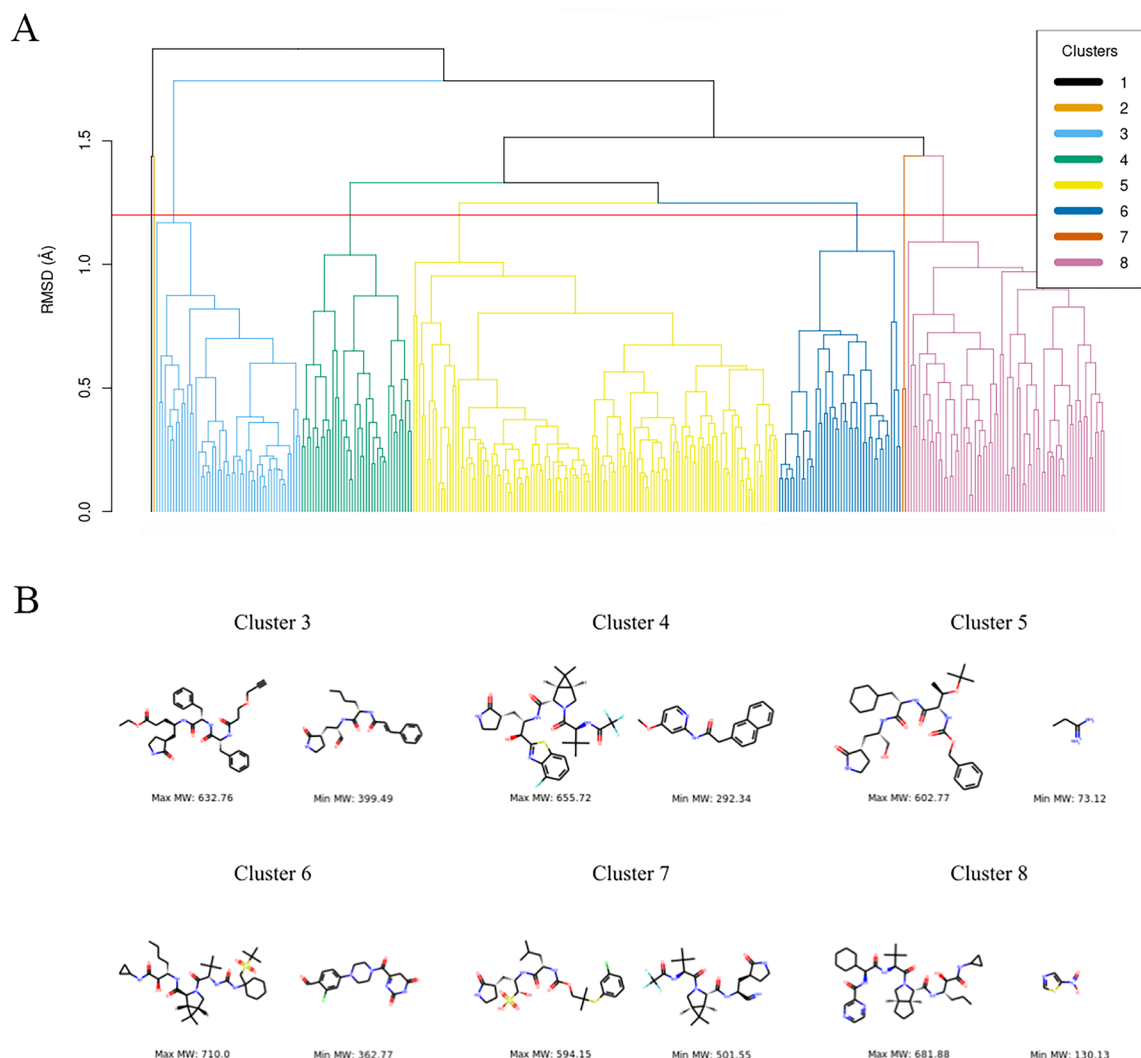 A
Clusters
1
2
3
4
5
6
7
8
RMSD (Å)
1.5
1.0
0.5
0.0
B
Cluster 3
Cluster 4
Cluster 5
Max MW: 632.76
Min MW: 399.49
Max MW: 655.72
Min MW: 292.34
Max MW: 602.77
Min MW: 73.12
Cluster 6
Cluster 7
Cluster 8
Max MW: 710.0
Min MW: 362.77
Max MW: 594.15
Min MW: 501.55
Max MW: 681.88
Min MW: 130.13